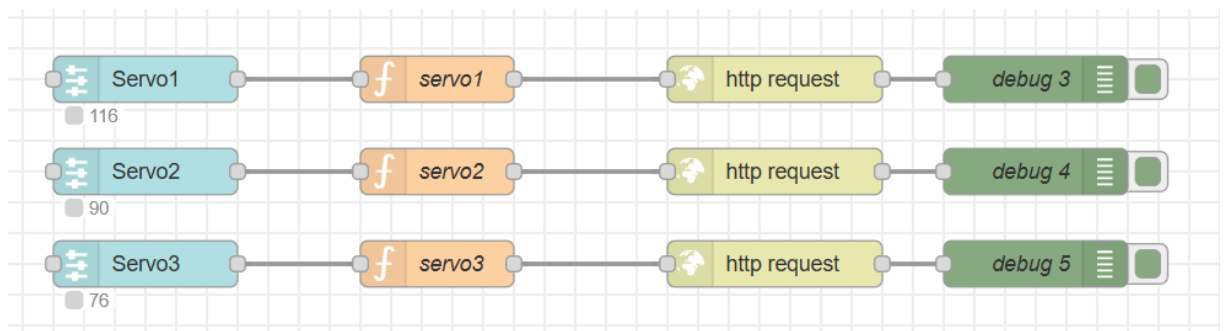 Servo1 servo1 http request debug 3
116
Servo2 servo2 http request debug 4
90
Servo3 servo3 http request debug 5
76